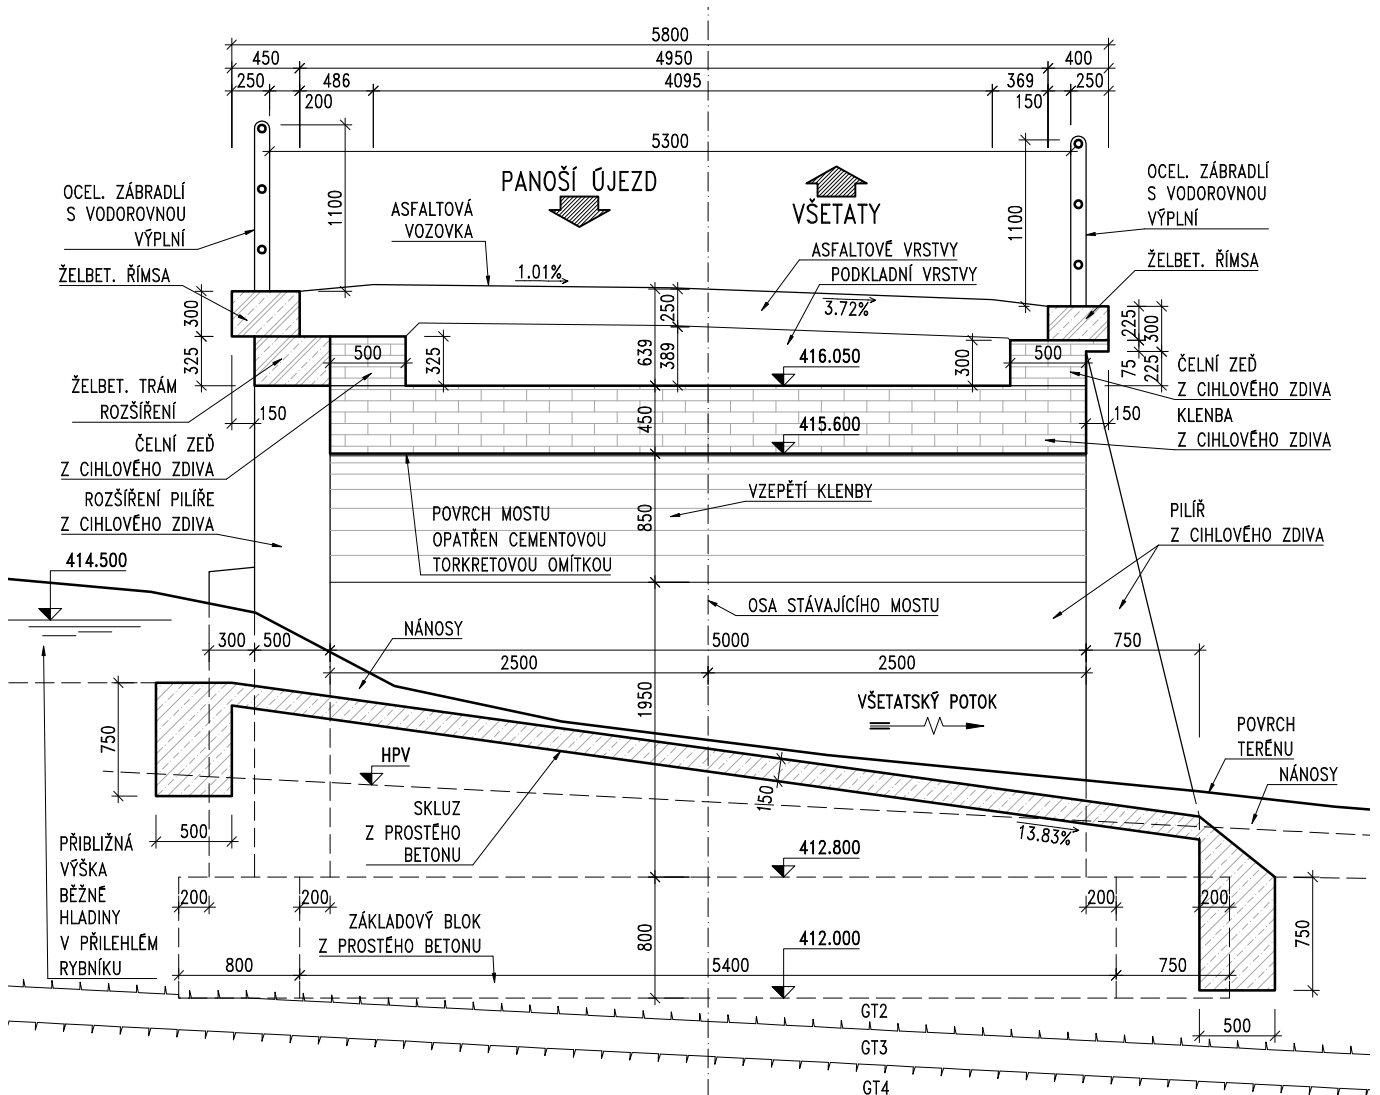 5800
450 4950 400
250 486 4095 369 250
200 150
5300
PANOŠÍ ÚJEZD
VŠETATY
1100
1100
OCEL. ZÁBRADLÍ
S VODOROVNOU
VÝPLNÍ
OCEL. ZÁBRADLÍ
S VODOROVNOU
VÝPLNÍ
ASFALTOVÁ
VOZOVKA
ASFALTOVÉ VRSTVY
PODKLADNÍ VRSTVY
ŽELBET. ŘÍMSA
ŽELBET. ŘÍMSA
1.01%
3.72%
300
325
500
325
639
250
389
416.050
300
500
225
75
300
225
ŽELBET. TRÁM
ROZŠÍŘENÍ
150
450
415.600
150
ČELNÍ ZEĎ
Z CIHLOVÉHO ZDIVA
KLENBA
Z CIHLOVÉHO ZDIVA
ČELNÍ ZEĎ
Z CIHLOVÉHO ZDIVA
ROZŠÍŘENÍ PILÍŘE
Z CIHLOVÉHO ZDIVA
POVRCH MOSTU
OPATŘEN CEMENTOVOU
TORKRETOVOU OMÍTKOU
850
VZEPĚTÍ KLENBY
PILÍŘ
Z CIHLOVÉHO ZDIVA
414.500
OSA STÁVAJÍCÍHO MOSTU
NÁNOSY
300 500 5000 750
2500 2500
1950
VŠETATSKÝ POTOK
750
HPV
POVRCH
TERÉNU
NÁNOSY
150
SKLUZ
Z PROSTÉHO
BETONU
13.83%
500
PŘIBLIŽNÁ
VÝŠKA
BĚŽNÉ
HLADINY
V PŘILEHLÉM
RYBNÍKU
412.800
200 200 200 200
ZÁKLADOVÝ BLOK
Z PROSTÉHO BETONU
800
412.000
750
800 5400 750
GT2
500
GT3
GT4